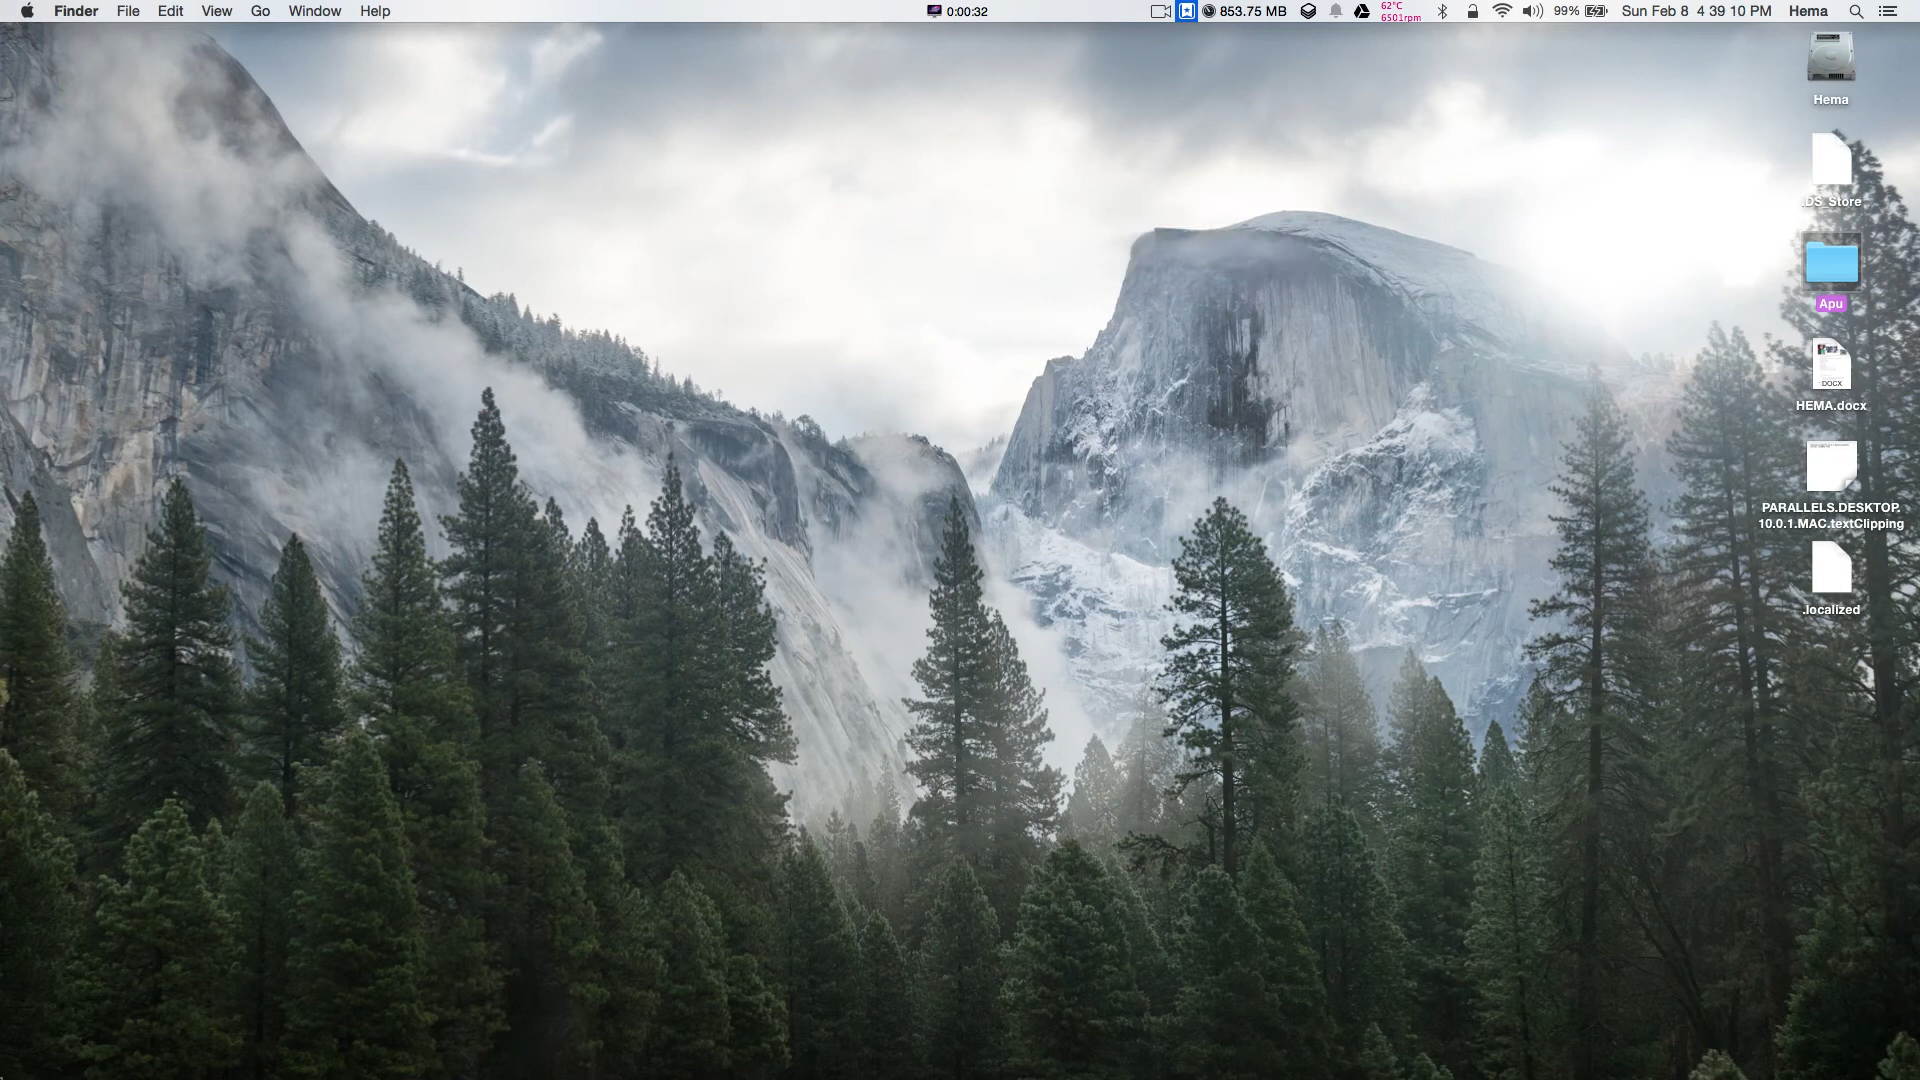 Finder File Edit View Go Window Help 0:00:32 853.75 MB 62°C 6501rpm 99% Sun Feb 8 4 39 10 PM Hema
Hema
.DS_Store
Apu
DOCX
HEMA.docx
PARALLELS.DESKTOP.
10.0.1.MAC.textClipping
.localized